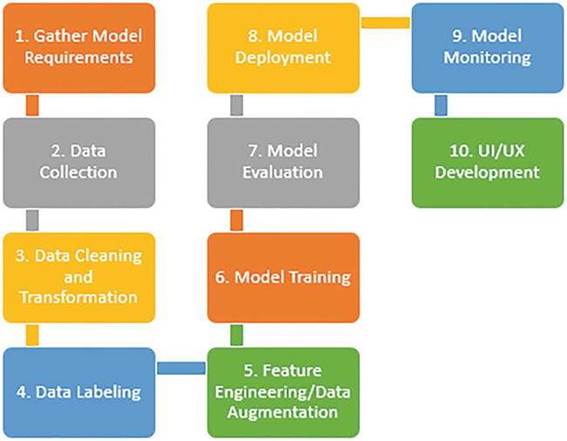 1. Gather Model
Requirements
2. Data
Collection
3. Data Cleaning
and
Transformation
4. Data Labeling
5. Feature
Engineering/Data
Augmentation
6. Model Training
7. Model
Evaluation
8. Model
Deployment
9. Model
Monitoring
10. UI/UX
Development